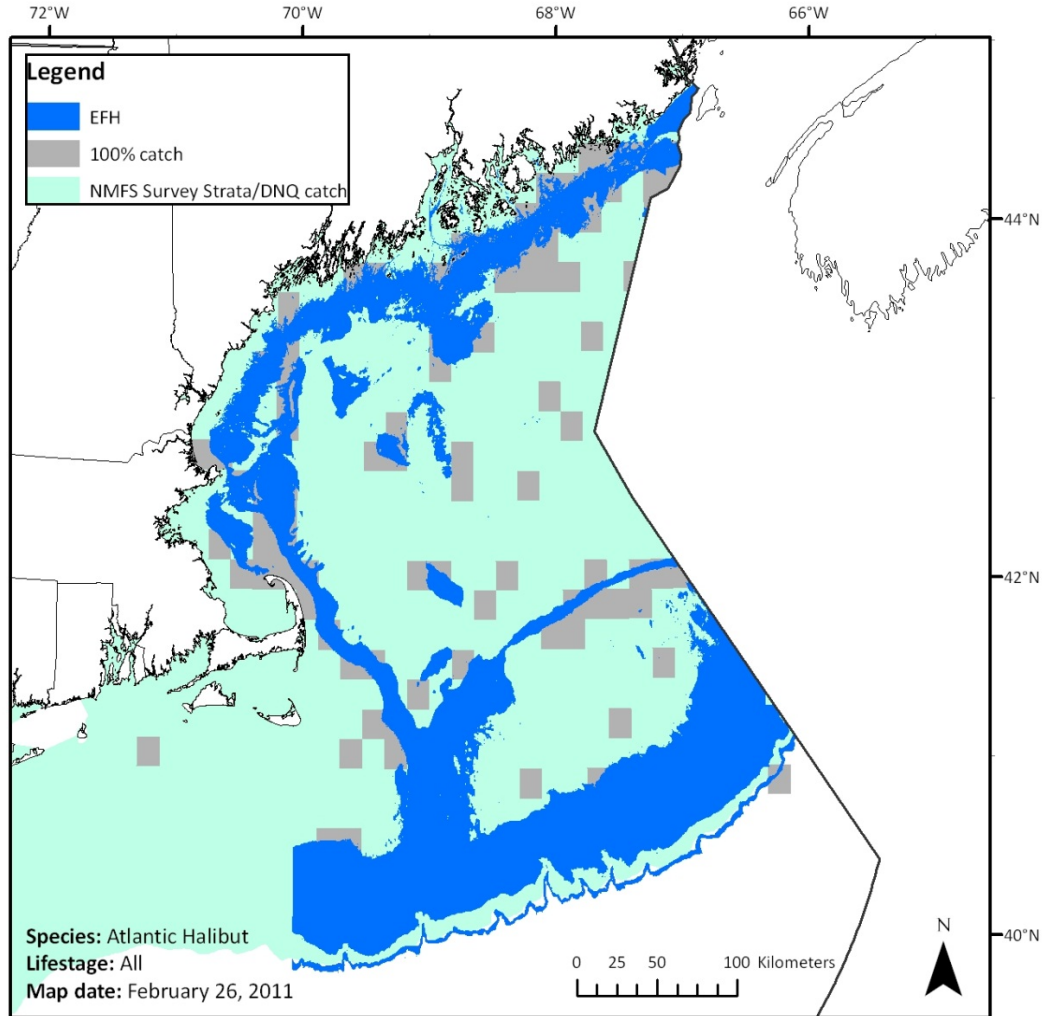 72°W 70°W 68°W 66°W
Legend
EFH
100% catch
NMFS Survey Strata/DNQ catch
44°N
42°N
40°N
Species: Atlantic Halibut
Lifestage: All
Map date: February 26, 2011
0 25 50 100 Kilometers
N